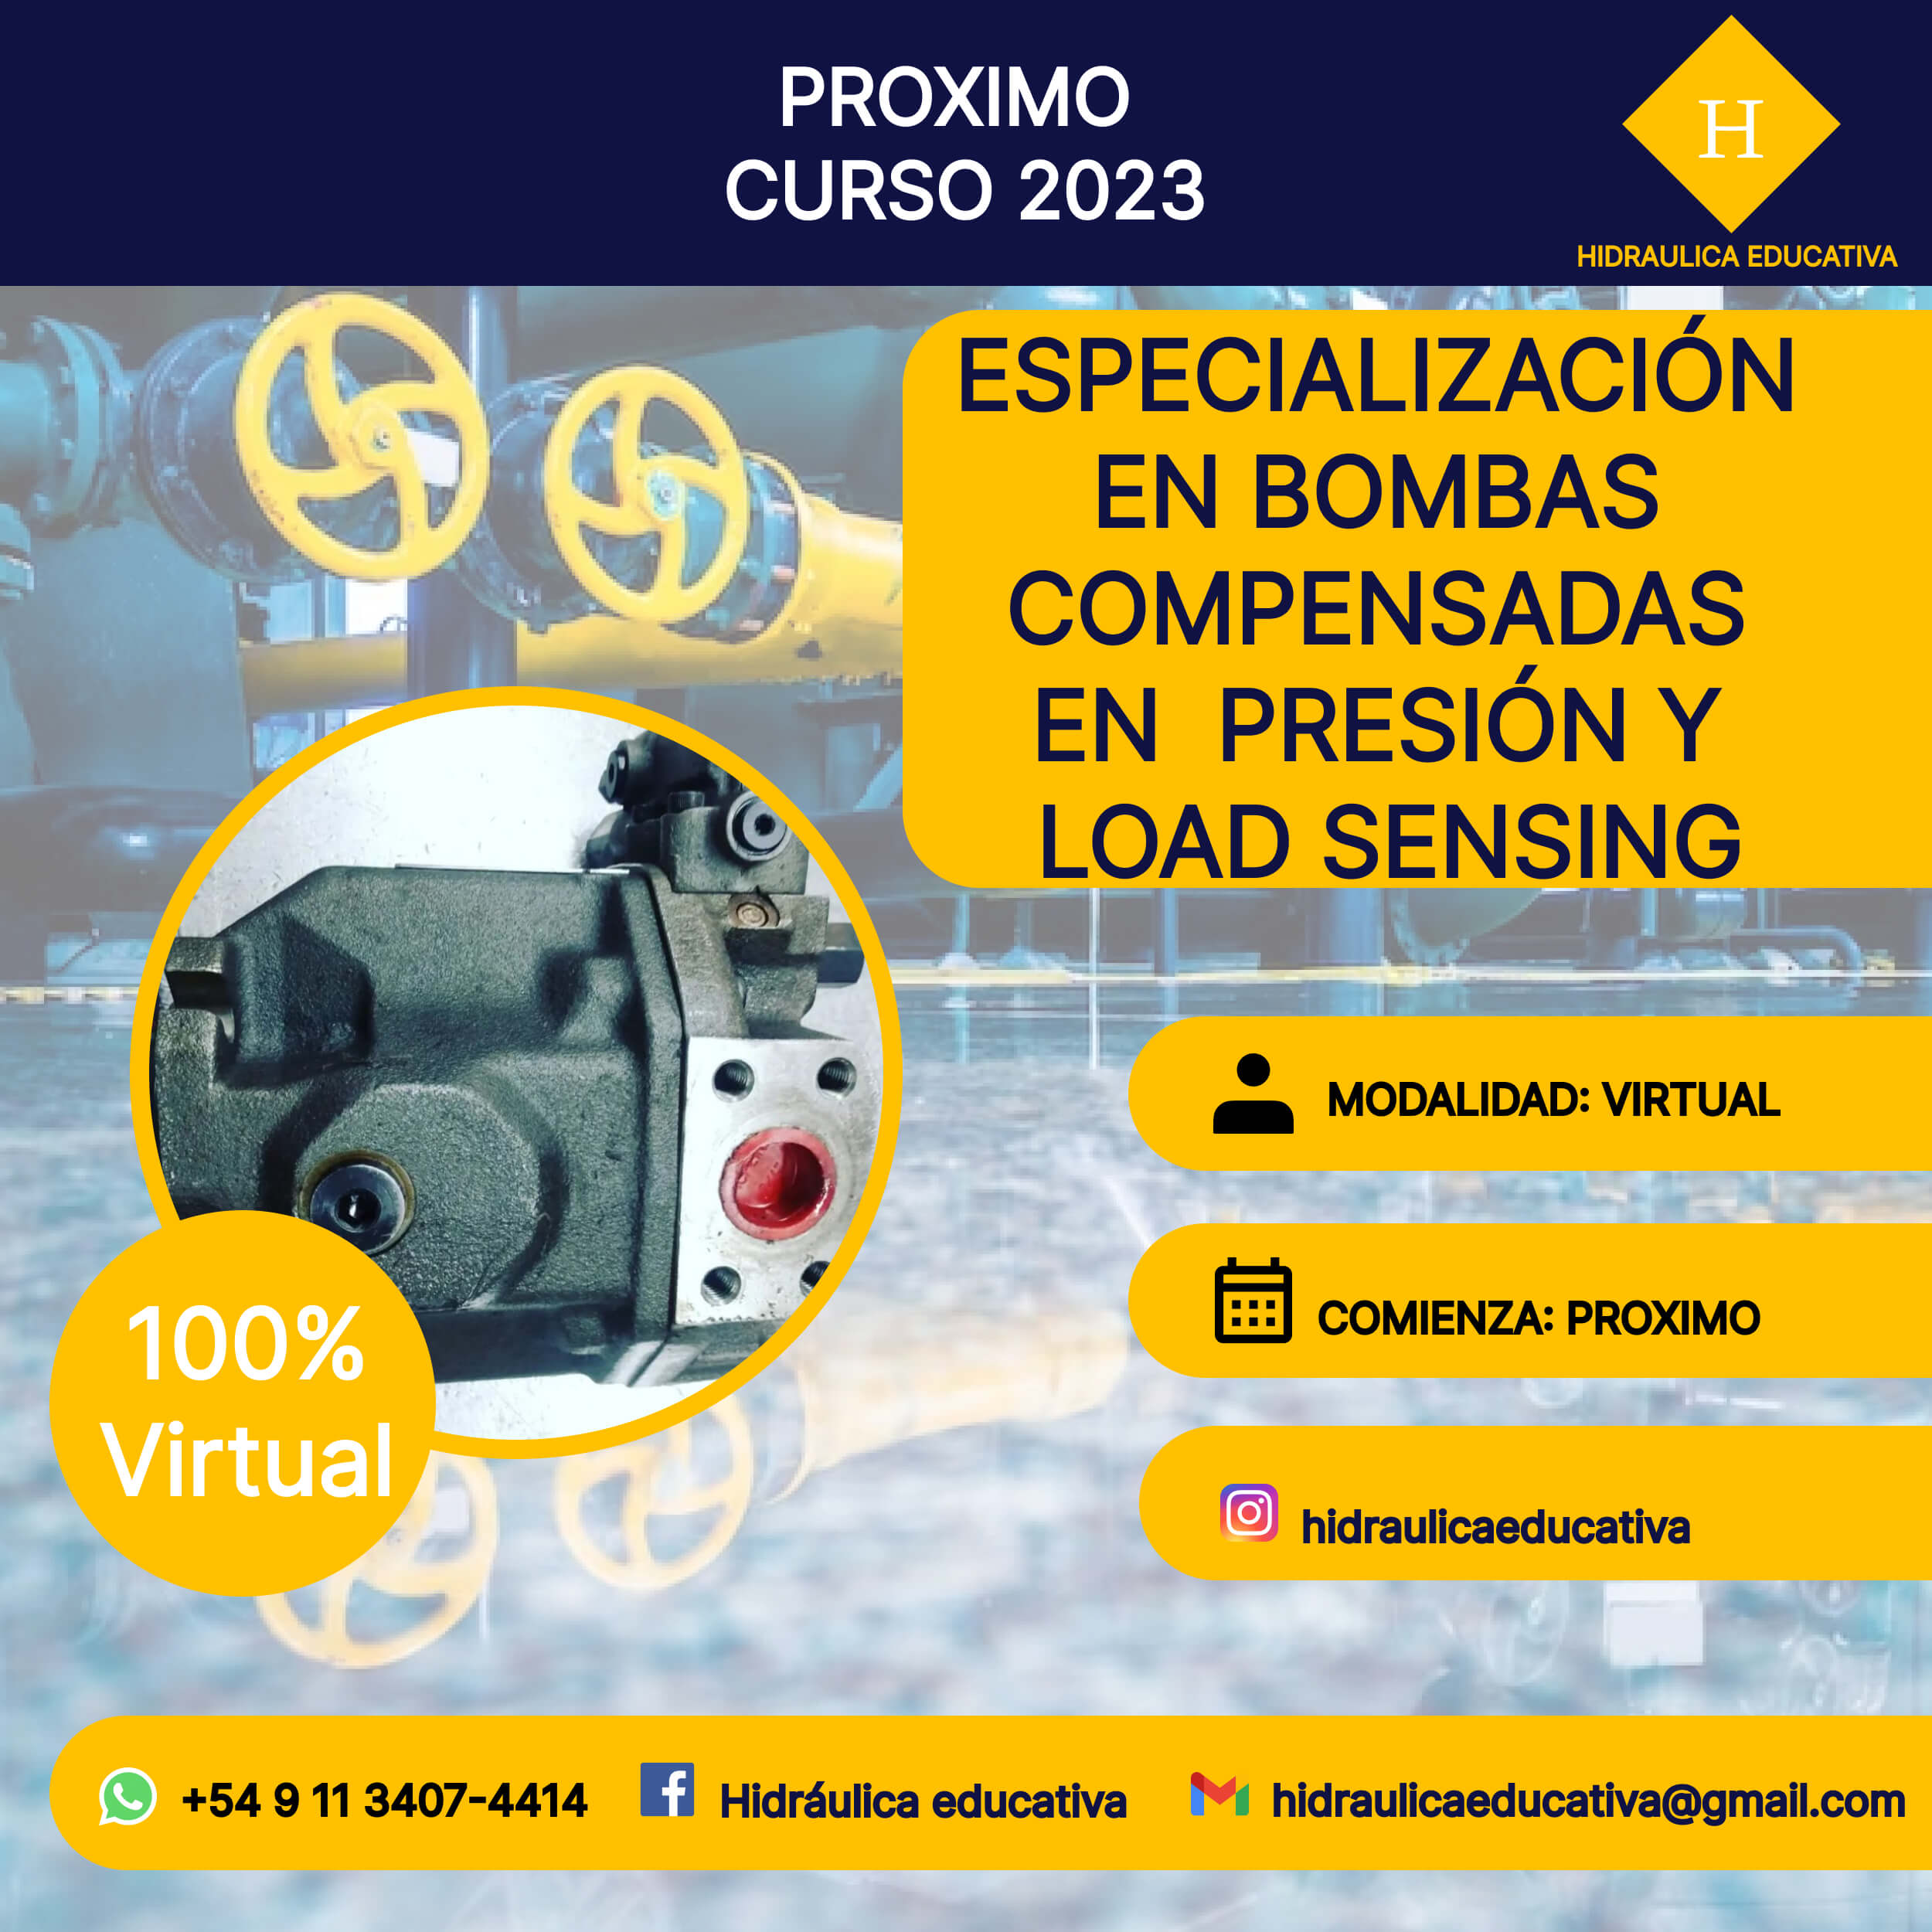 PROXIMO
CURSO 2023
H
HIDRAULICA EDUCATIVA
ESPECIALIZACIÓN
EN BOMBAS
COMPENSADAS
EN  PRESIÓN Y
LOAD SENSING
MODALIDAD: VIRTUAL
COMIENZA: PROXIMO
100%
Virtual
hidraulicaeducativa
+54 9 11 3407-4414
Hidráulica educativa
hidraulicaeducativa@gmail.com